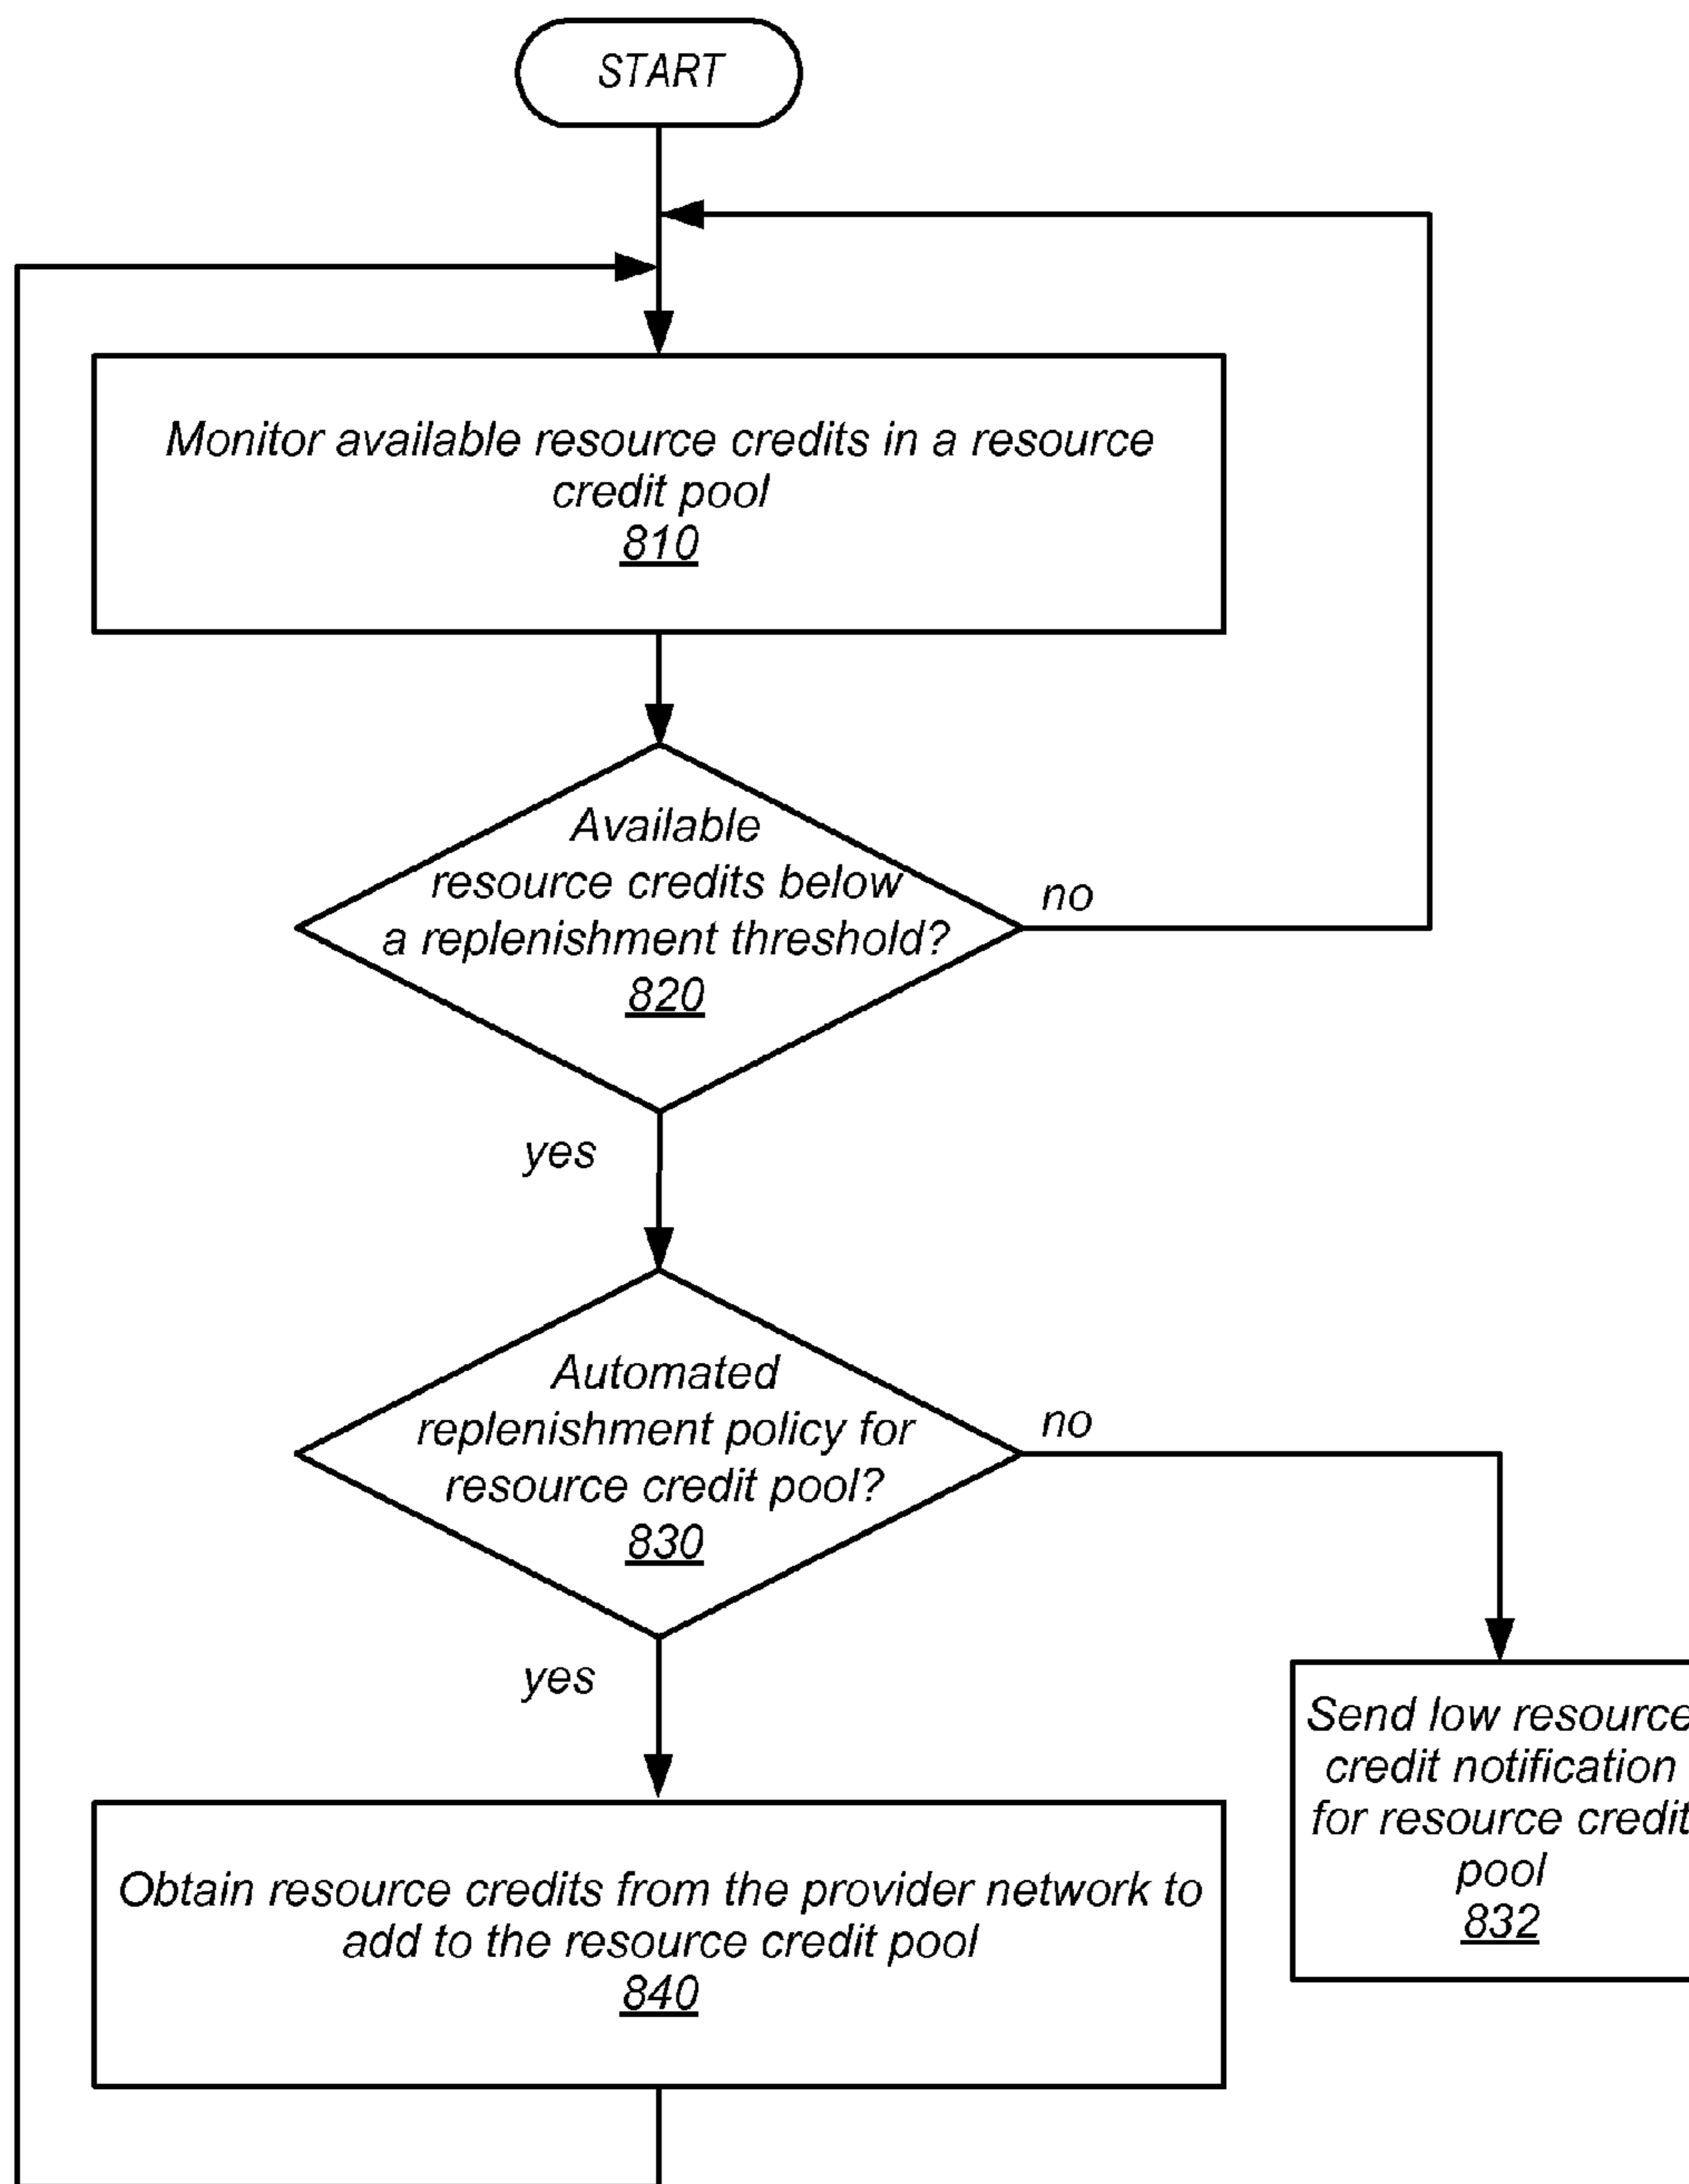 START
Monitor available resource credits in a resource
credit pool
810
Available
resource credits below
a replenishment threshold?
820
no
yes
Automated
replenishment policy for
resource credit pool?
830
no
yes
Send low resource
credit notification
for resource credit
pool
832
Obtain resource credits from the provider network to
add to the resource credit pool
840